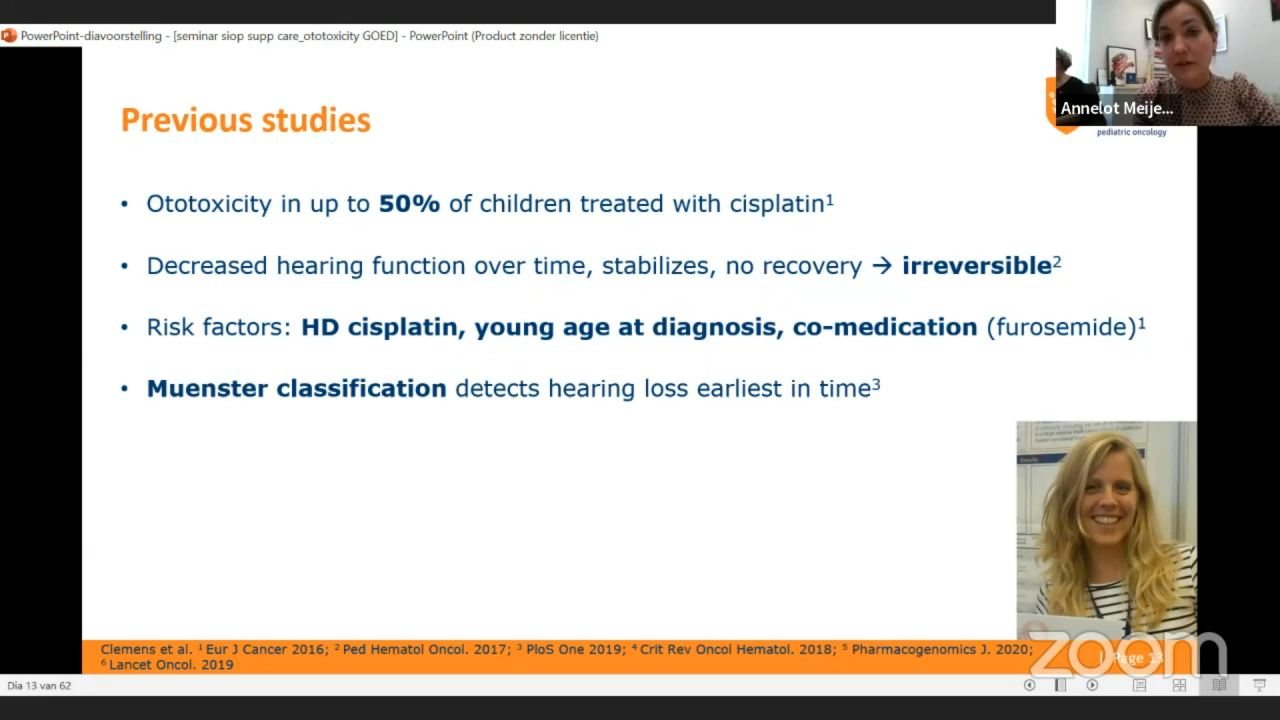 PowerPoint-diavoorstelling - [seminar siop supp care_ototoxicity GOED] - PowerPoint (Product zonder licentie)
Annelot Meije...
pediatric oncology
Previous studies
• Ototoxicity in up to 50% of children treated with cisplatin¹
• Decreased hearing function over time, stabilizes, no recovery → irreversible²
• Risk factors: HD cisplatin, young age at diagnosis, co-medication (furosemide)¹
• Muenster classification detects hearing loss earliest in time³
Clemens et al. ¹ Eur J Cancer 2016; ² Ped Hematol Oncol. 2017; ³ PloS One 2019; ⁴ Crit Rev Oncol Hematol. 2018; ⁵ Pharmacogenomics J. 2020;
⁶ Lancet Oncol. 2019
| Page 13
zoom
Dia 13 van 62